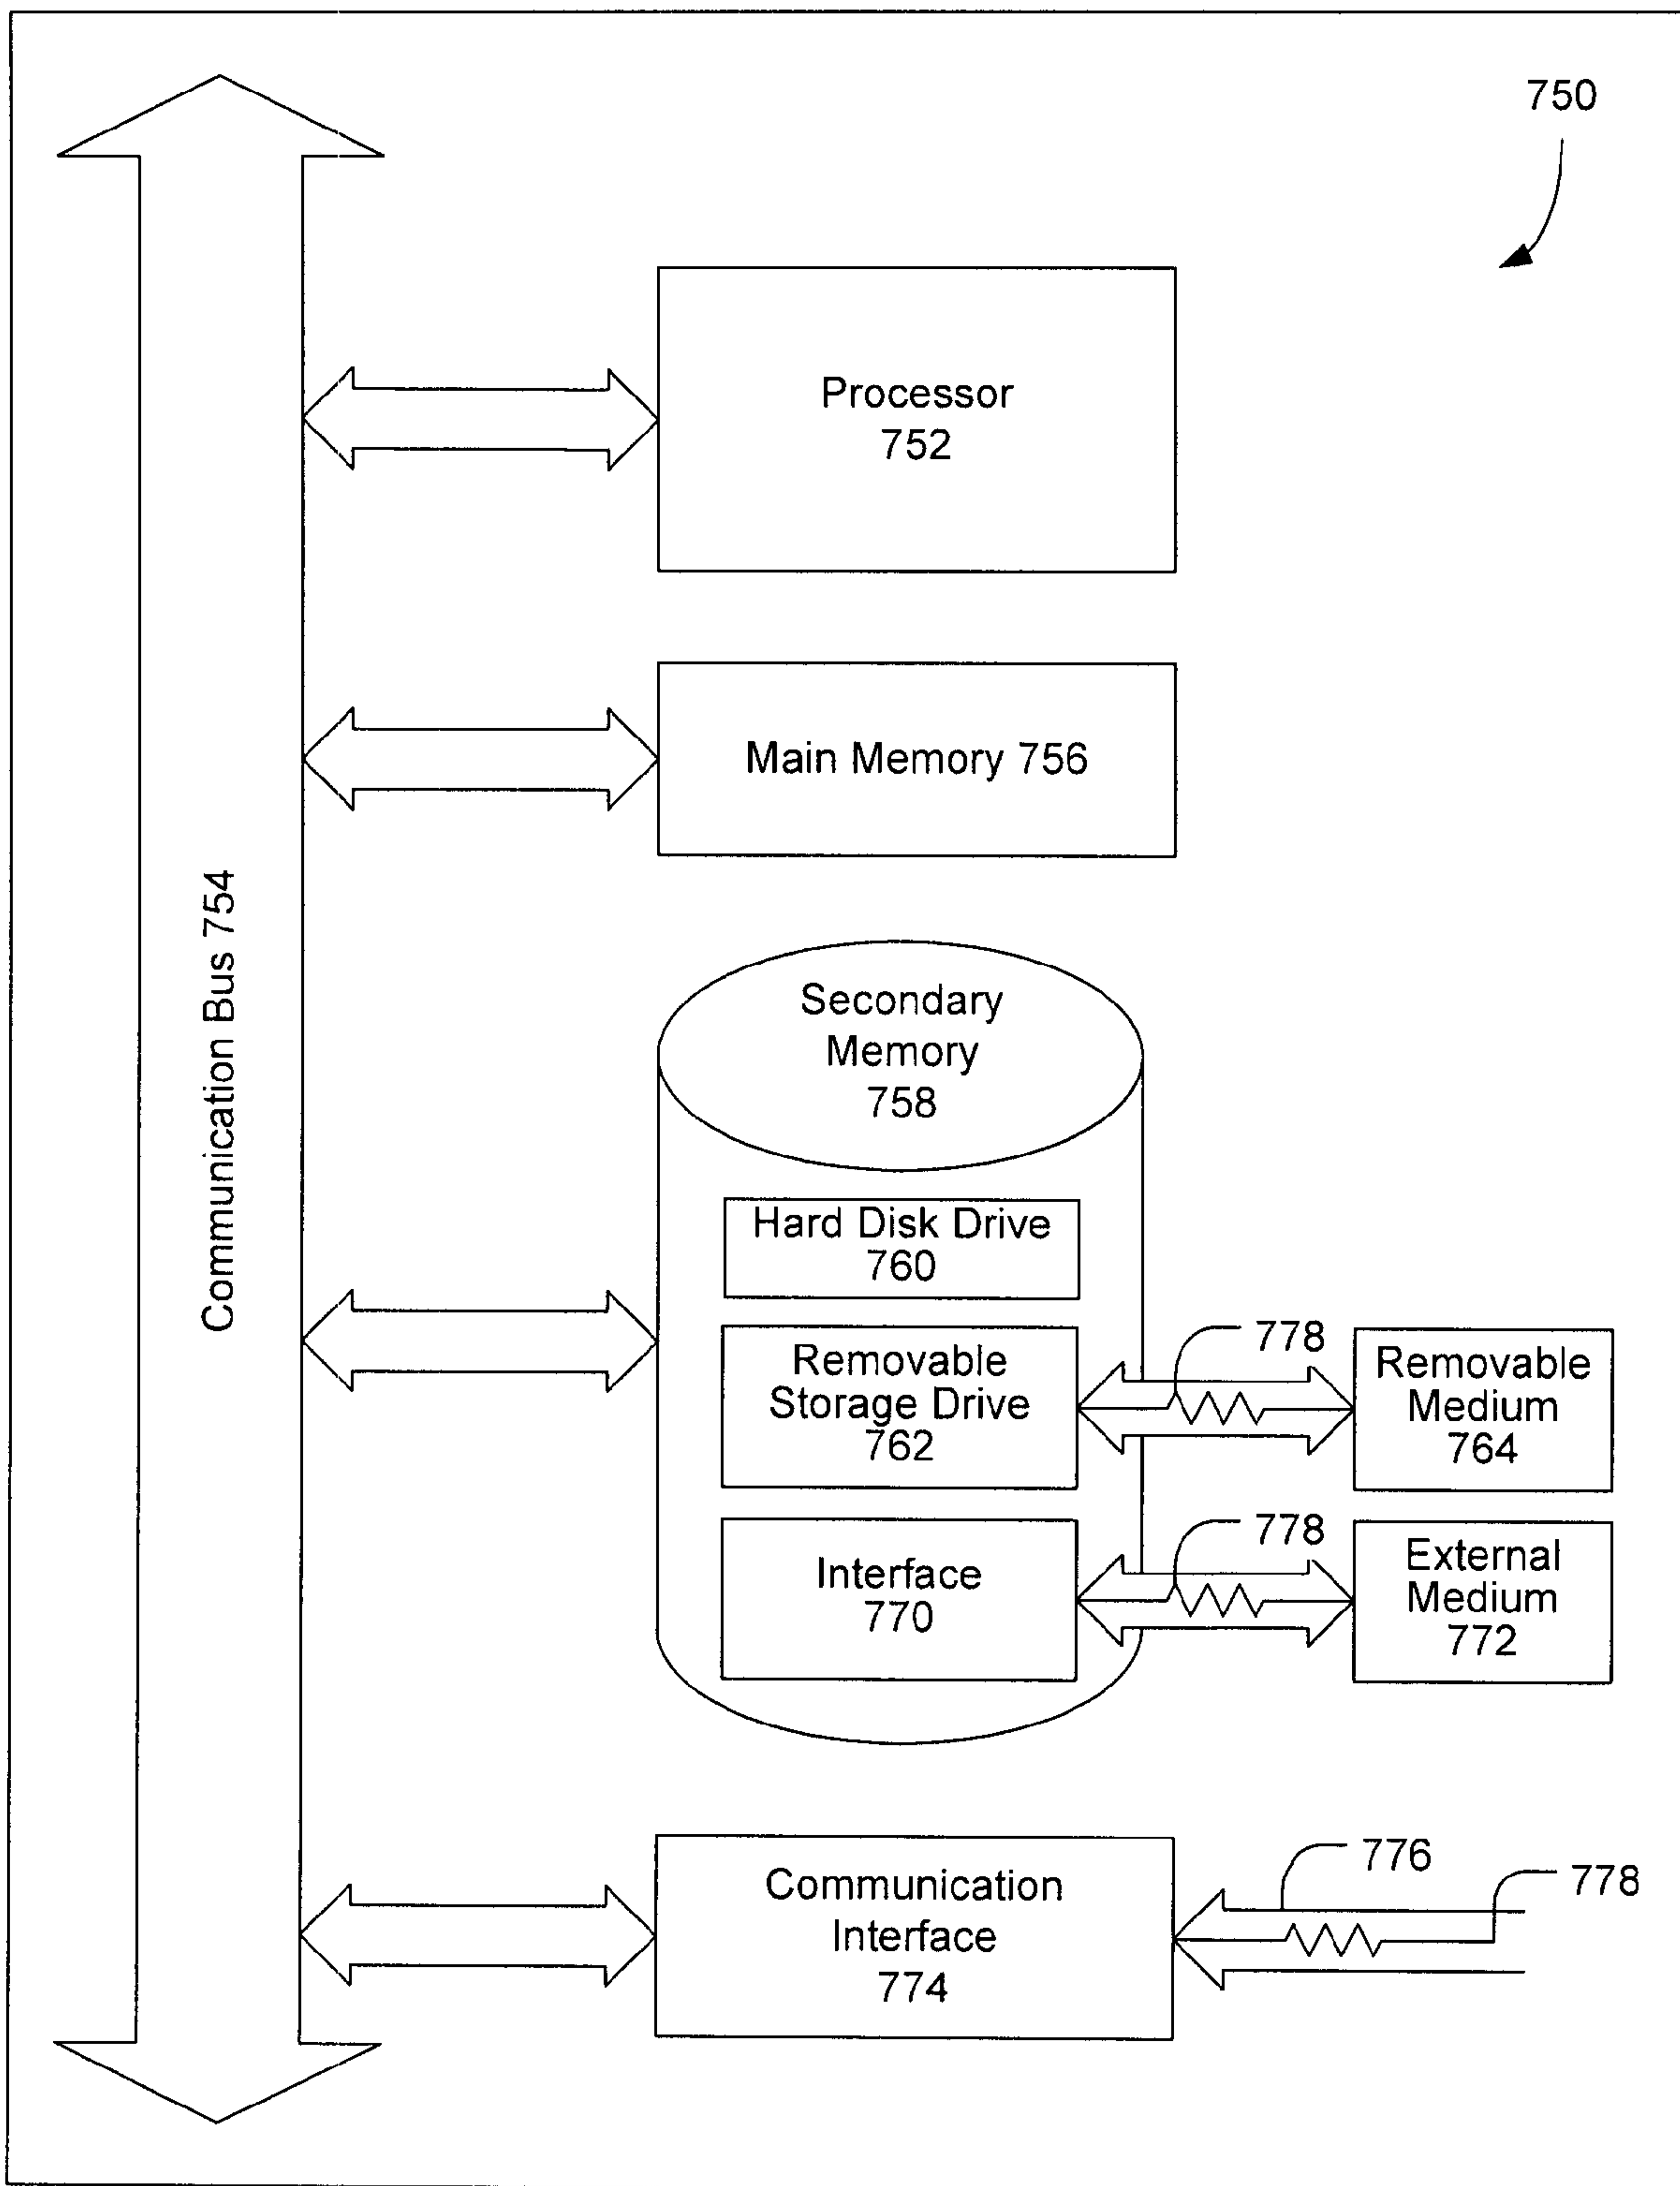 750
Processor
752
Main Memory 756
Communication Bus 754
Secondary
Memory
758
Hard Disk Drive
760
Removable
Storage Drive
762
778
Removable
Medium
764
Interface
770
778
External
Medium
772
Communication
Interface
774
776
778